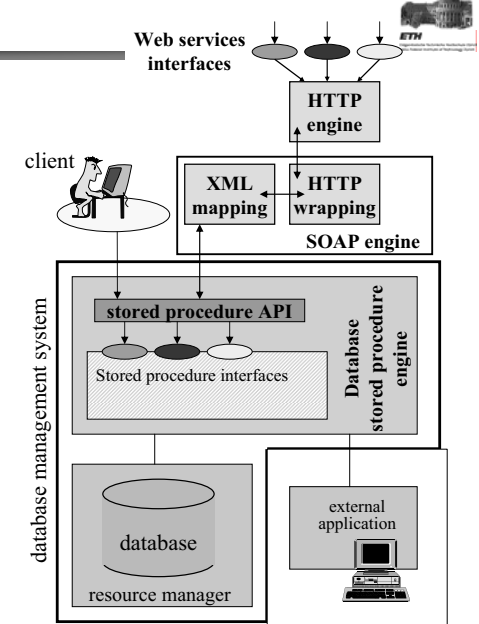 ETH
Web services
interfaces
HTTP
engine
client
XML
mapping
HTTP
wrapping
SOAP engine
database management system
stored procedure API
Stored procedure interfaces
Database
stored procedure
engine
database
resource manager
external
application